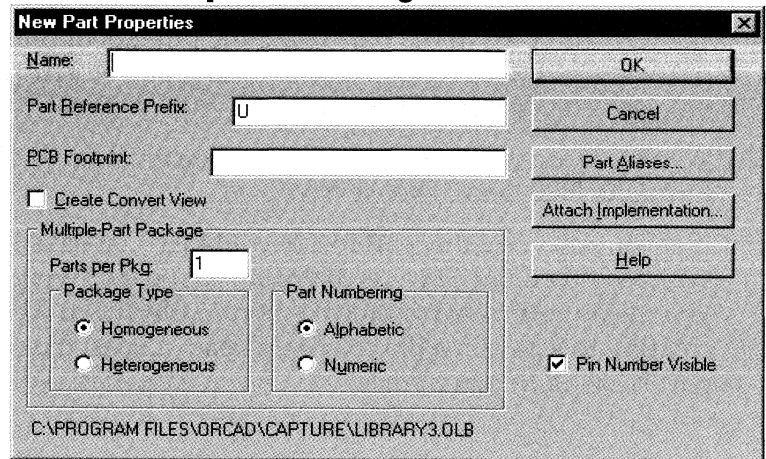 New Part Properties
Name:
OK
Part Reference Prefix:
U
Cancel
PCB Footprint:
Part Aliases...
Create Convert View
Attach Implementation...
Multiple-Part Package
Parts per Pkg:
1
Help
Package Type
Part Numbering
Homogeneous
Alphabetic
Heterogeneous
Numeric
Pin Number Visible
C:\PROGRAM FILES\ORCAD\CAPTURE\LIBRARY3.OLB